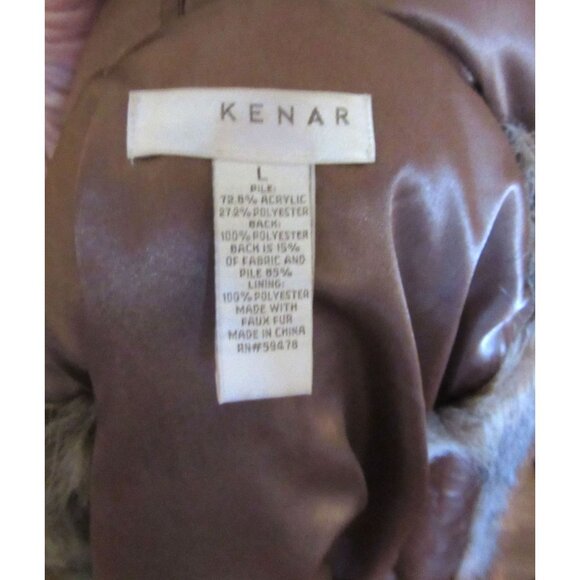 KENAR
L
PILE:
72.8% ACRYLIC
27.2% POLYESTER
BACK:
100% POLYESTER
BACK IS 15%
OF FABRIC AND
PILE 85%
LINING:
100% POLYESTER
MADE WITH
FAUX FUR
MADE IN CHINA
RN#59478